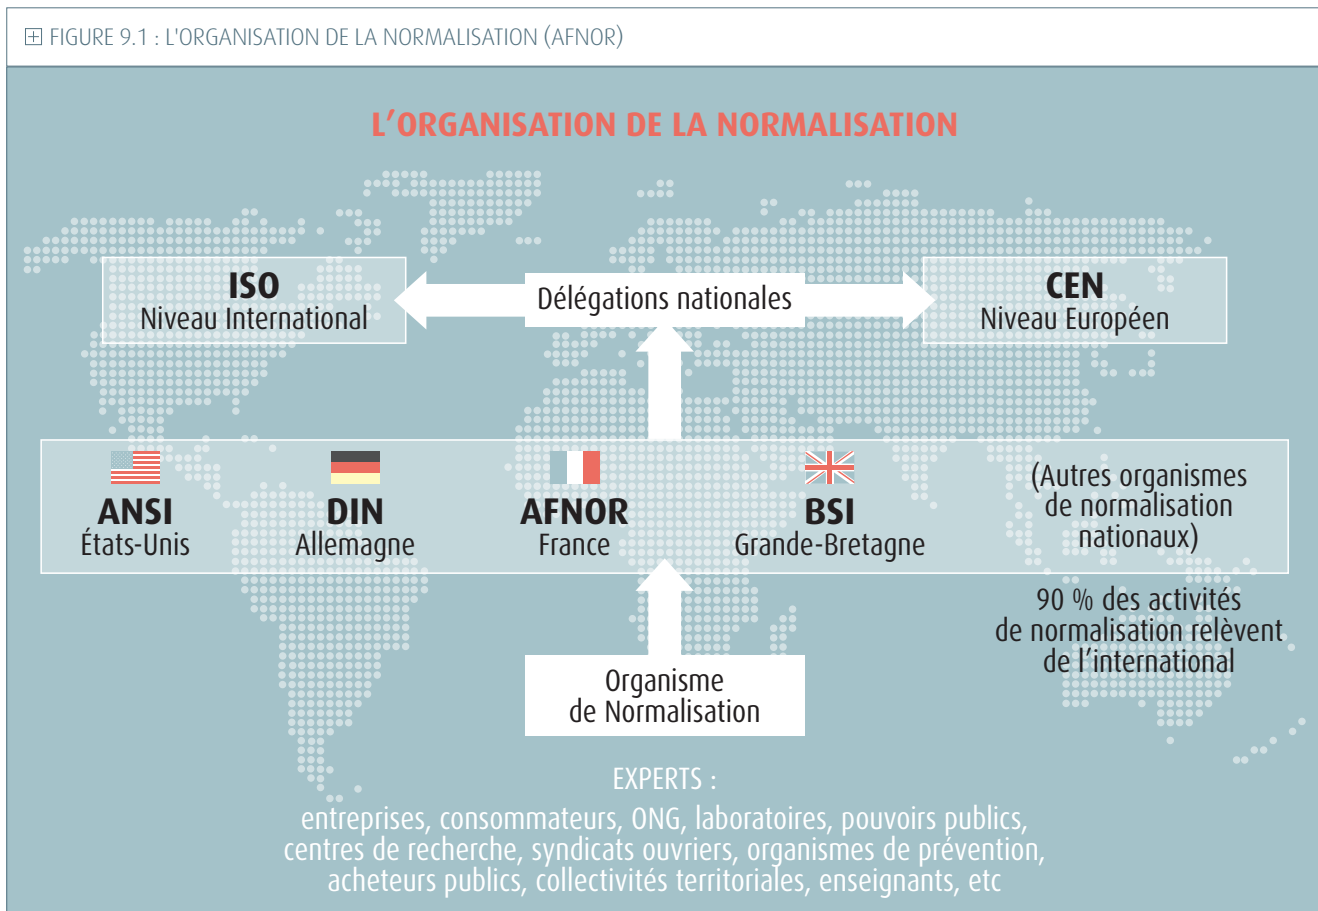 FIGURE 9.1 : L'ORGANISATION DE LA NORMALISATION (AFNOR)
L'ORGANISATION DE LA NORMALISATION
ISO
Niveau International
Délégations nationales
CEN
Niveau Européen
ANSI
États-Unis
DIN
Allemagne
AFNOR
France
BSI
Grande-Bretagne
(Autres organismes
de normalisation
nationaux)
90 % des activités
de normalisation relèvent
de l'international
Organisme
de Normalisation
EXPERTS :
entreprises, consommateurs, ONG, laboratoires, pouvoirs publics,
centres de recherche, syndicats ouvriers, organismes de prévention,
acheteurs publics, collectivités territoriales, enseignants, etc